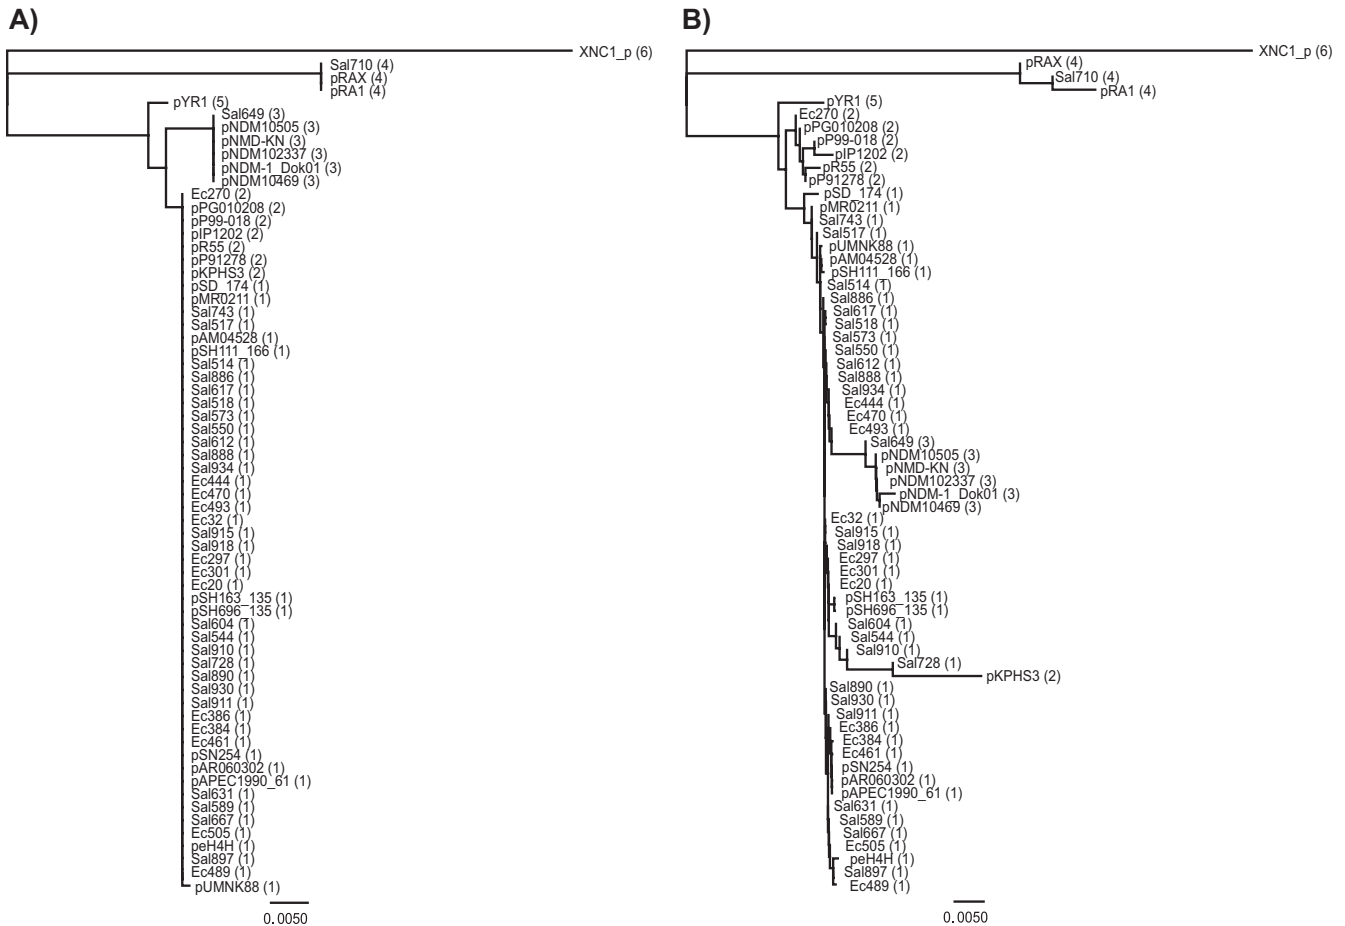 A)
XNC1_p (6)
Sal710 (4)
pRAX (4)
pRA1 (4)
pYR1 (5)
Sal649 (3)
pNDM10505 (3)
pNMD-KN (3)
pNDM102337 (3)
pNDM-1_Dok01 (3)
pNDM10469 (3)
Ec270 (2)
pPG010208 (2)
pP99-018 (2)
pIP1202 (2)
pR55 (2)
pP91278 (2)
pKPHS3 (2)
pSD_174 (1)
pMR0211 (1)
Sal743 (1)
Sal517 (1)
pAM04528 (1)
pSH111_166 (1)
Sal514 (1)
Sal886 (1)
Sal617 (1)
Sal518 (1)
Sal573 (1)
Sal550 (1)
Sal612 (1)
Sal888 (1)
Sal934 (1)
Ec444 (1)
Ec470 (1)
Ec493 (1)
Ec32 (1)
Sal915 (1)
Sal918 (1)
Ec297 (1)
Ec301 (1)
Ec20 (1)
pSH163_135 (1)
pSH696_135 (1)
Sal604 (1)
Sal544 (1)
Sal910 (1)
Sal728 (1)
Sal890 (1)
Sal930 (1)
Sal911 (1)
Ec386 (1)
Ec384 (1)
Ec461 (1)
pSN254 (1)
pAR060302 (1)
pAPEC1990_61 (1)
Sal631 (1)
Sal589 (1)
Sal667 (1)
Ec505 (1)
peH4H (1)
Sal897 (1)
Ec489 (1)
pUMNK88 (1)
0.0050
B)
XNC1_p (6)
pRAX (4)
Sal710 (4)
pRA1 (4)
pYR1 (5)
Ec270 (2)
pPG010208 (2)
pP99-018 (2)
pIP1202 (2)
pR55 (2)
pP91278 (2)
pSD_174 (1)
pMR0211 (1)
Sal743 (1)
Sal517 (1)
pUMNK88 (1)
pAM04528 (1)
pSH111_166 (1)
Sal514 (1)
Sal886 (1)
Sal617 (1)
Sal518 (1)
Sal573 (1)
Sal550 (1)
Sal612 (1)
Sal888 (1)
Sal934 (1)
Ec444 (1)
Ec470 (1)
Ec493 (1)
Sal649 (3)
pNDM10505 (3)
pNMD-KN (3)
pNDM102337 (3)
pNDM-1_Dok01 (3)
pNDM10469 (3)
Ec32 (1)
Sal915 (1)
Sal918 (1)
Ec297 (1)
Ec301 (1)
Ec20 (1)
pSH163_135 (1)
pSH696_135 (1)
Sal604 (1)
Sal544 (1)
Sal910 (1)
Sal728 (1)
pKPHS3 (2)
Sal890 (1)
Sal930 (1)
Sal911 (1)
Ec386 (1)
Ec384 (1)
Ec461 (1)
pSN254 (1)
pAR060302 (1)
pAPEC1990_61 (1)
Sal631 (1)
Sal589 (1)
Sal667 (1)
Ec505 (1)
peH4H (1)
Sal897 (1)
Ec489 (1)
0.0050